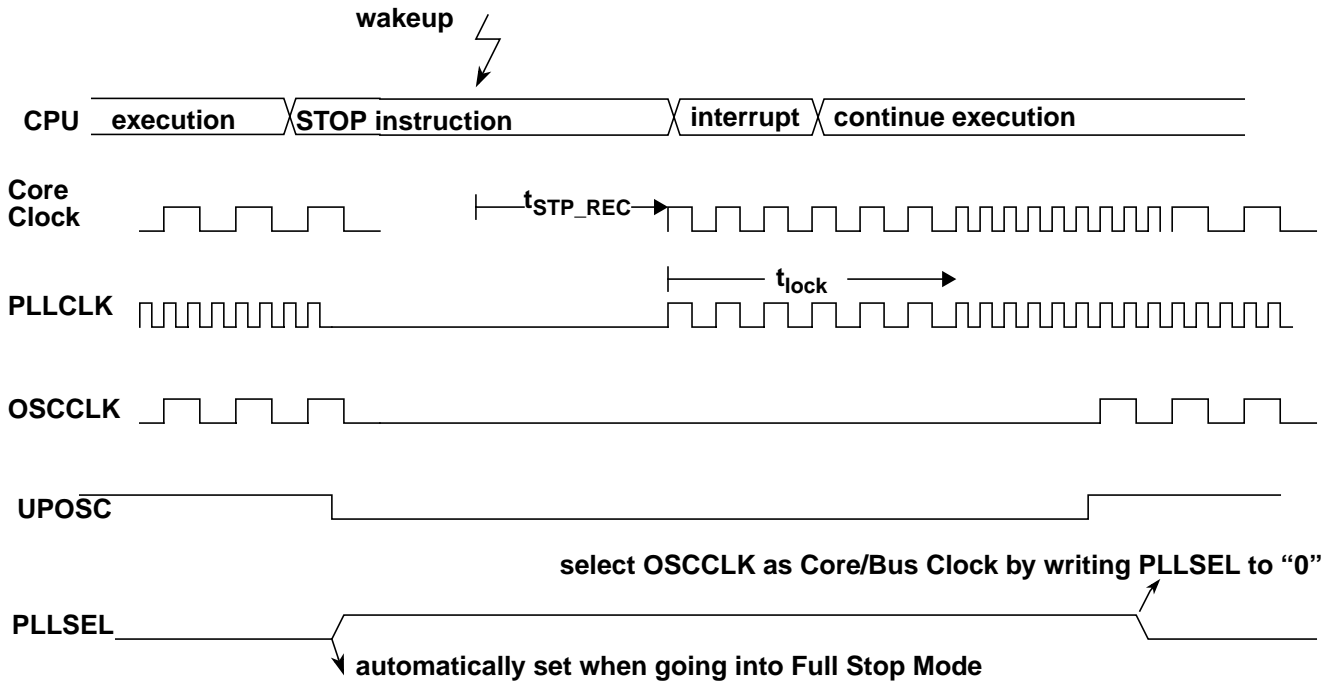 wakeup
CPU execution STOP instruction interrupt continue execution
Core
Clock
tSTP_REC
tlock
PLLCLK
OSCCLK
UPOSC
select OSCCLK as Core/Bus Clock by writing PLLSEL to “0”
PLLSEL
automatically set when going into Full Stop Mode